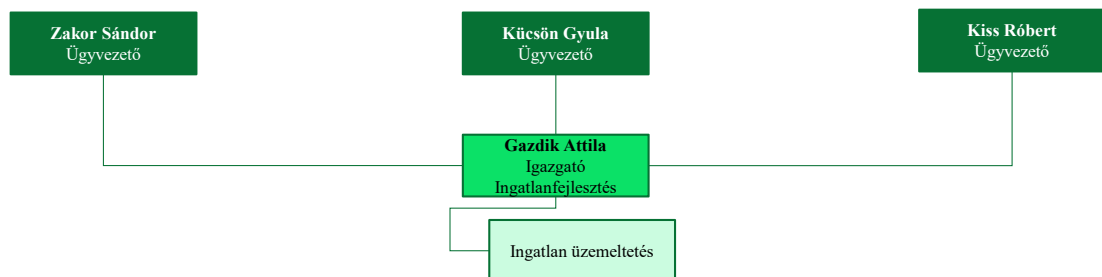 Zakor Sándor
Ügyvezető
Kücsön Gyula
Ügyvezető
Kiss Róbert
Ügyvezető
Gazdik Attila
Igazgató
Ingatlanfejlesztés
Ingatlan üzemeltetés